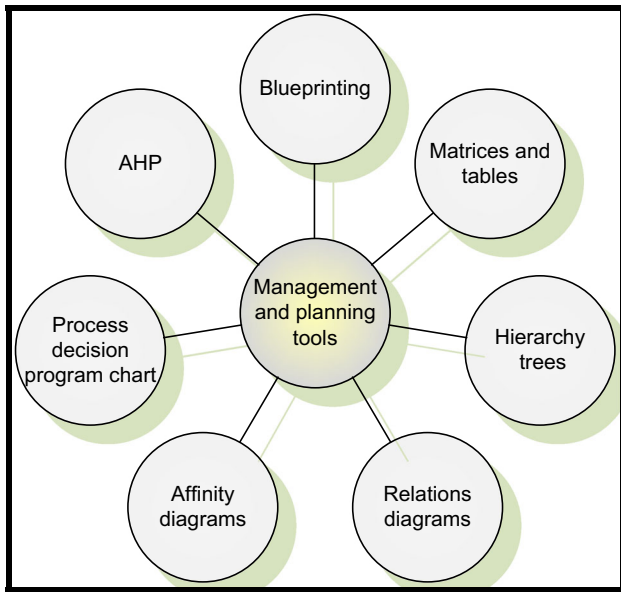 Blueprinting
AHP
Matrices and
tables
Management
and planning
tools
Process
decision
program chart
Hierarchy
trees
Affinity
diagrams
Relations
diagrams